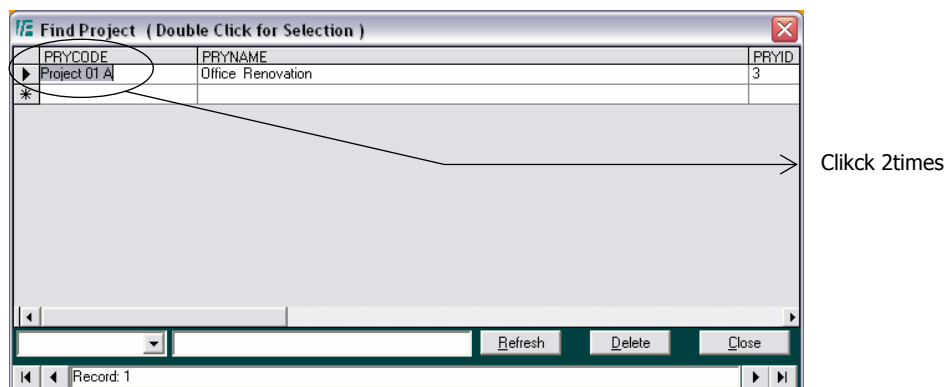 Find Project ( Double Click for Selection )
PRYCODE PRYNAME PRYID
Project 01 A Office Renovation 3
Clikck 2times
Refresh Delete Close
Record: 1